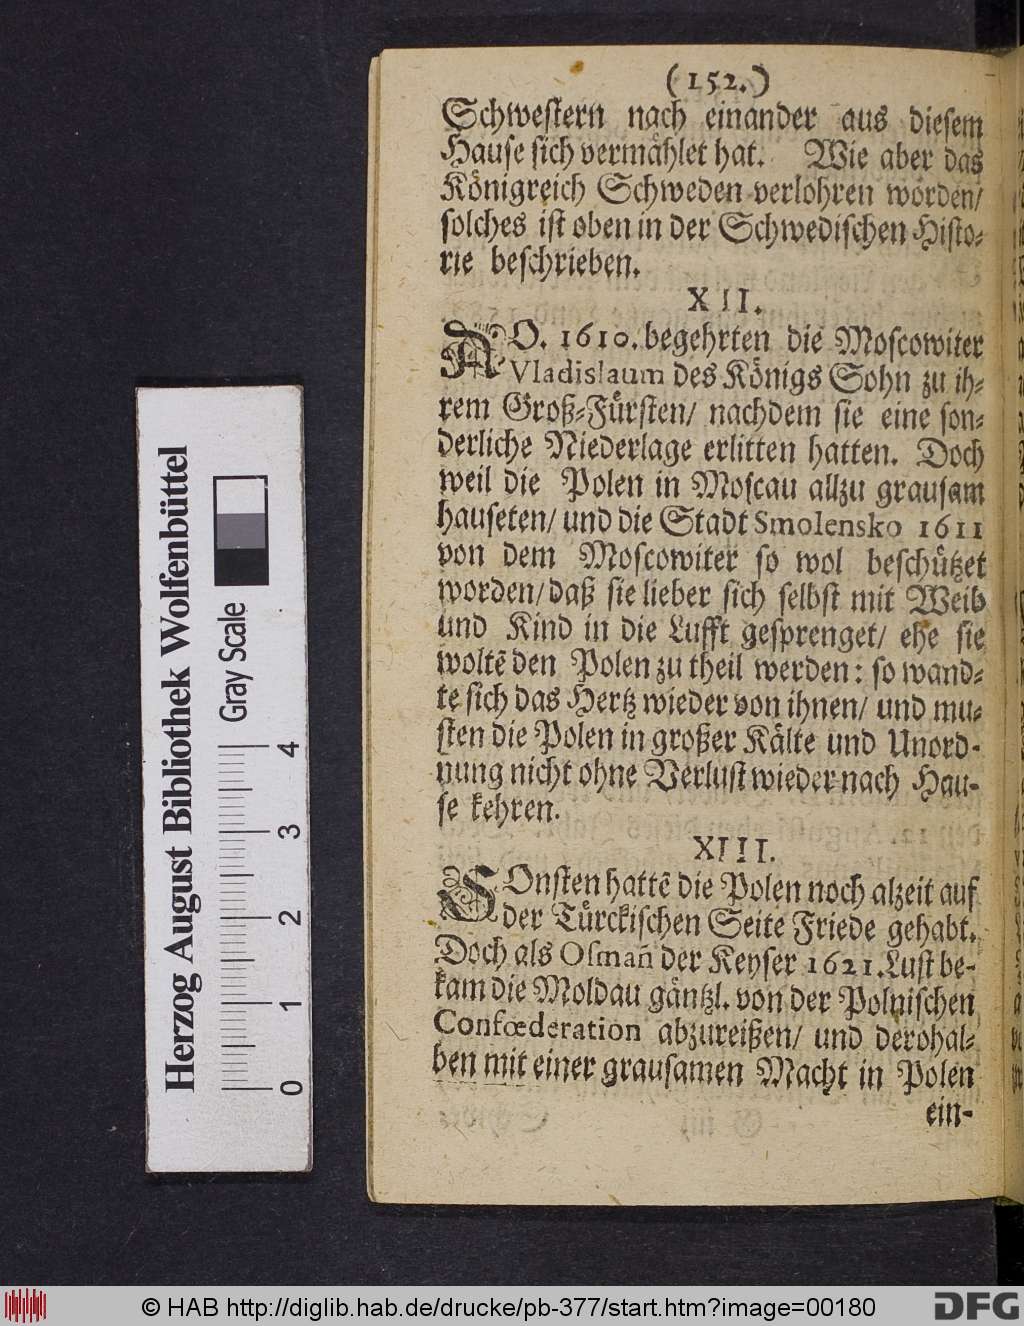 (152.)
Schwestern nach einander aus diesem
Hause sich vermählet hat. Wie aber das
Königreich Schweden verlohren worden/
solches ist oben in der Schwedischen Histo-
rie beschrieben.
XII.
AO. 1610. begehrten die Moscowiter
Vladislaum des Königs Sohn zu ih-
rem Groß-Fürsten/ nachdem sie eine son-
derliche Niederlage erlitten hatten. Doch
weil die Polen in Moscau allzu grausam
hauseten/ und die Stadt Smolensko 1611
von dem Moscowiter so wol beschützet
worden/ daß sie lieber sich selbst mit Weib
und Kind in die Lufft gesprenget/ ehe sie
woltē den Polen zu theil werden: so wand-
te sich das Hertz wieder von ihnen/ und mu-
sten die Polen in großer Kälte und Unord-
nung nicht ohne Verlust wieder nach Hau-
se kehren.
XIII.
SOnsten hattē die Polen noch alzeit auf
der Türckischen Seite Friede gehabt.
Doch als Osman̄ der Keyser 1621. Lust be-
kam die Moldau gäntzl. von der Polnischen
Confœderation abzureißen/ und derohal-
ben mit einer grausamen Macht in Polen
ein-
Herzog August Bibliothek Wolfenbüttel
Gray Scale
0 1 2 3 4
© HAB http://diglib.hab.de/drucke/pb-377/start.htm?image=00180
DFG